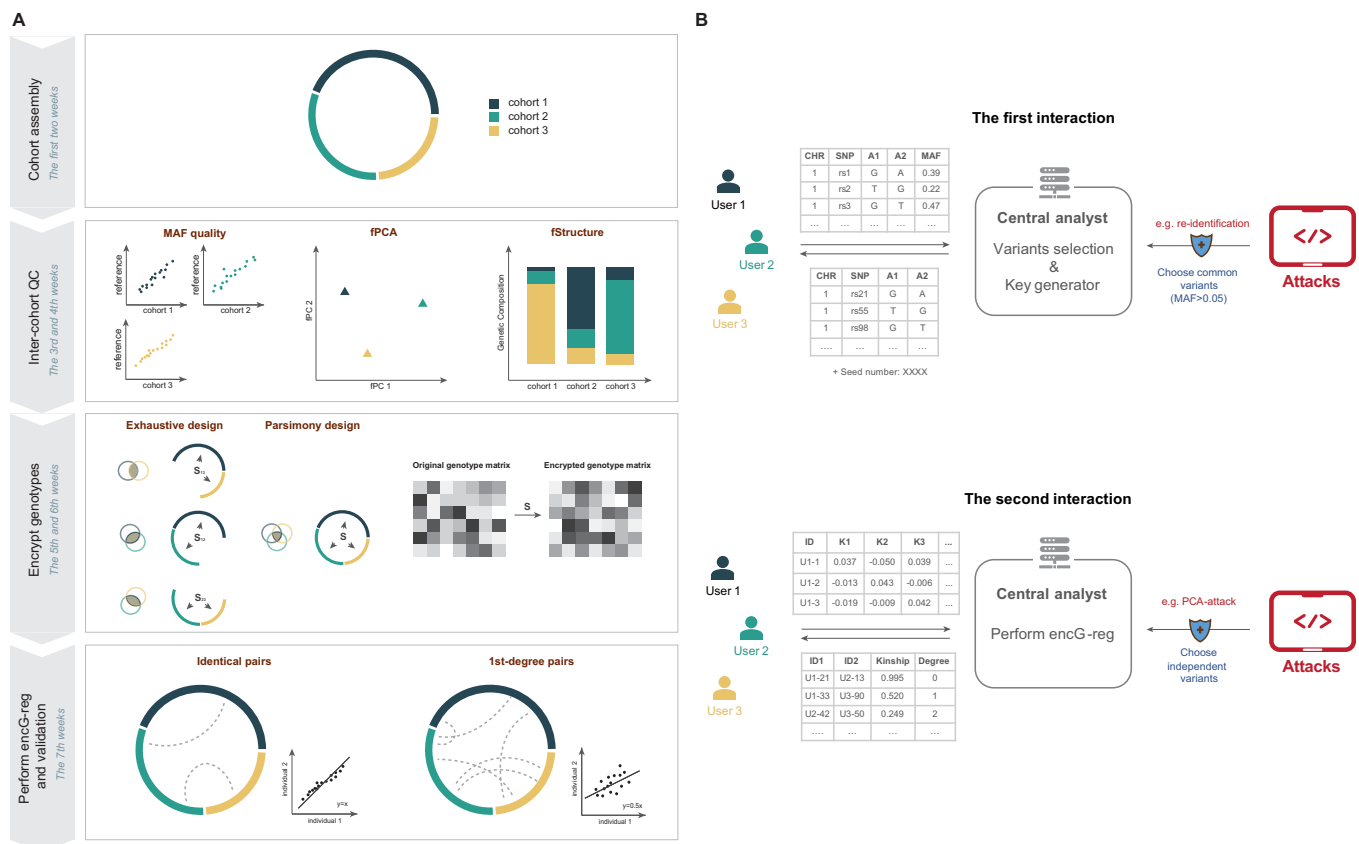 A
Cohort assembly
The first two weeks
cohort 1
cohort 2
cohort 3
Inter-cohort QC
The 3rd and 4th weeks
MAF quality
reference
cohort 1
reference
cohort 2
reference
cohort 3
fPCA
fPC 2
fPC 1
fStructure
Genetic Composition
cohort 1 cohort 2 cohort 3
Encrypt genotypes
The 5th and 6th weeks
Exhaustive design
Parsimony design
S13
S12
S23
S
Original genotype matrix
S
Encrypted genotype matrix
Perform encG-reg
and validation
The 7th weeks
Identical pairs
individual 2
y=x
individual 1
1st-degree pairs
individual 2
y=0.5x
individual 1
B
The first interaction
User 1
User 2
User 3
CHR SNP A1 A2 MAF
1 rs1 G A 0.39
1 rs2 T G 0.22
1 rs3 G T 0.47
... ... ... ... ...
CHR SNP A1 A2
1 rs21 G A
1 rs55 T G
1 rs98 G T
.... ... ... ...
+ Seed number: XXXX
Central analyst
Variants selection
&
Key generator
e.g. re-identification
Choose common
variants
(MAF>0.05)
</>
Attacks
The second interaction
User 1
User 2
User 3
ID K1 K2 K3 ...
U1-1 0.037 -0.050 0.039 ...
U1-2 -0.013 0.043 -0.006 ...
U1-3 -0.019 -0.009 0.042 ...
ID1 ID2 Kinship Degree
U1-21 U2-13 0.995 0
U1-33 U3-90 0.520 1
U2-42 U3-50 0.249 2
.... ... ... ...
Central analyst
Perform encG-reg
e.g. PCA-attack
Choose
independent
variants
</>
Attacks